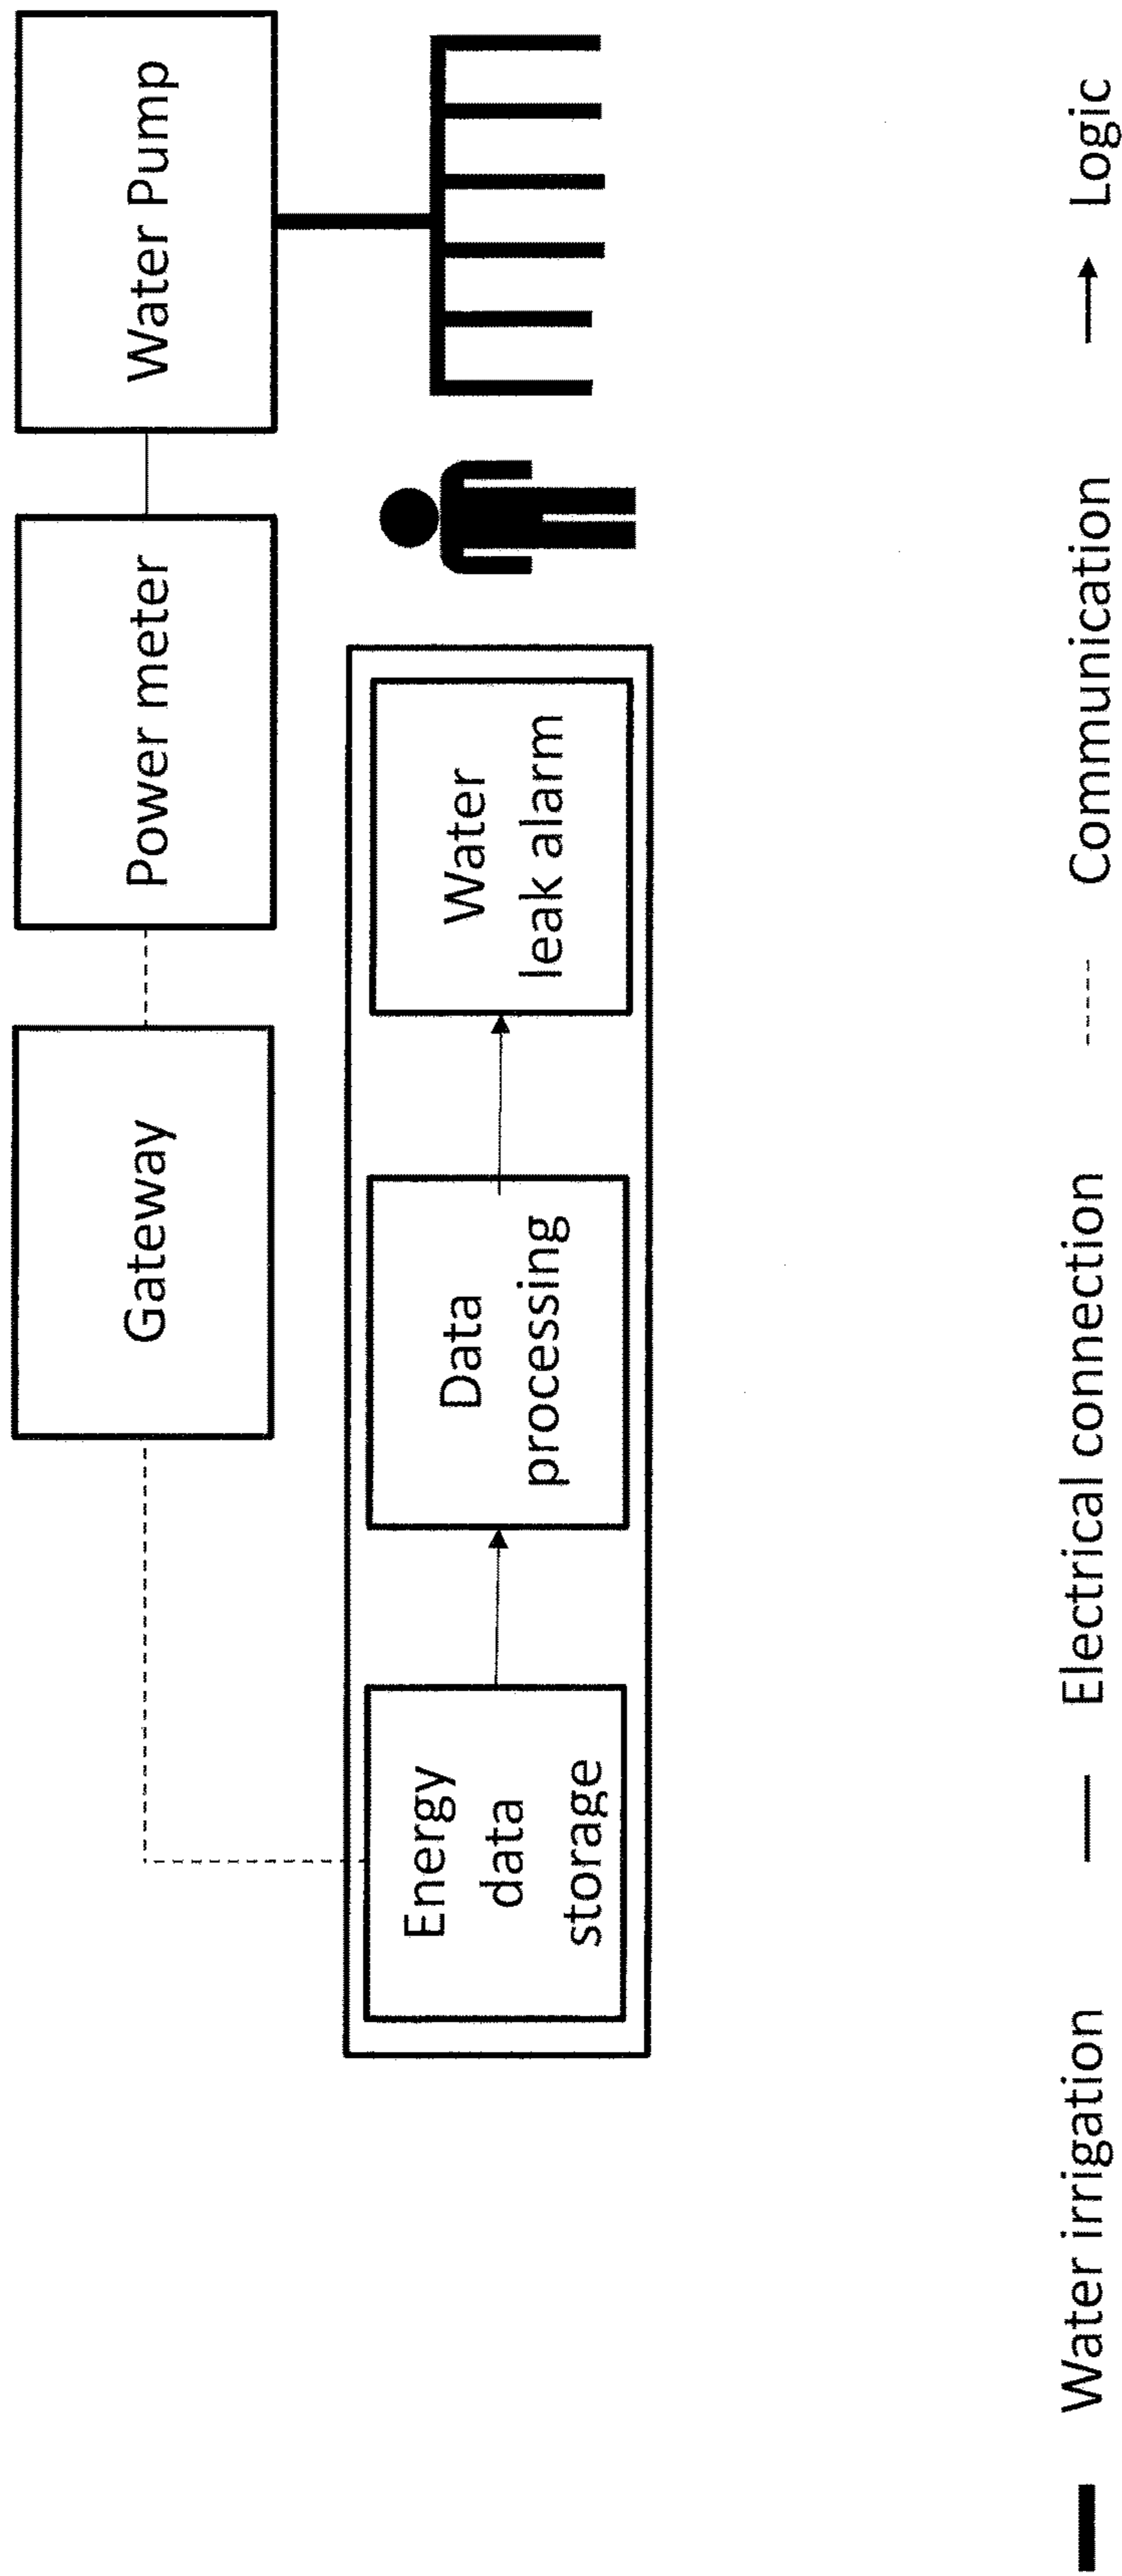 Gateway
Power meter
Water Pump
Energy
data
storage
Data
processing
Water
leak alarm
Water irrigation
Electrical connection
Communication
Logic